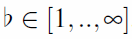 ♭ ∈ [1,..,∞]